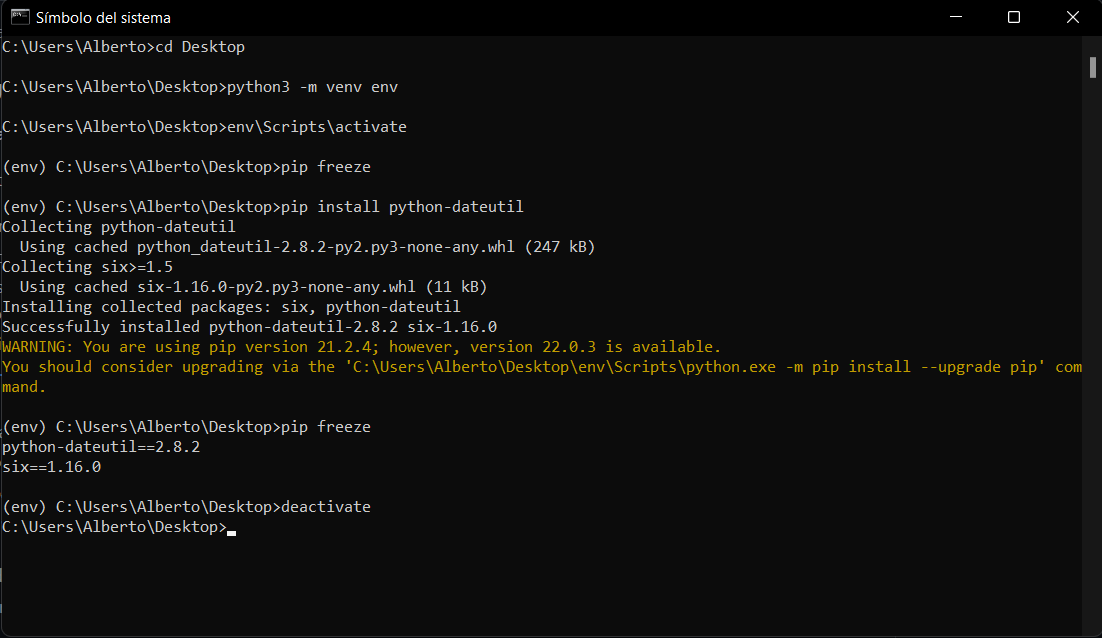 Símbolo del sistema
C:\Users\Alberto>cd Desktop
C:\Users\Alberto\Desktop>python3 -m venv env
C:\Users\Alberto\Desktop>env\Scripts\activate
(env) C:\Users\Alberto\Desktop>pip freeze
(env) C:\Users\Alberto\Desktop>pip install python-dateutil
Collecting python-dateutil
  Using cached python_dateutil-2.8.2-py2.py3-none-any.whl (247 kB)
Collecting six>=1.5
  Using cached six-1.16.0-py2.py3-none-any.whl (11 kB)
Installing collected packages: six, python-dateutil
Successfully installed python-dateutil-2.8.2 six-1.16.0
WARNING: You are using pip version 21.2.4; however, version 22.0.3 is available.
You should consider upgrading via the 'C:\Users\Alberto\Desktop\env\Scripts\python.exe -m pip install --upgrade pip' com
mand.
(env) C:\Users\Alberto\Desktop>pip freeze
python-dateutil==2.8.2
six==1.16.0
(env) C:\Users\Alberto\Desktop>deactivate
C:\Users\Alberto\Desktop>